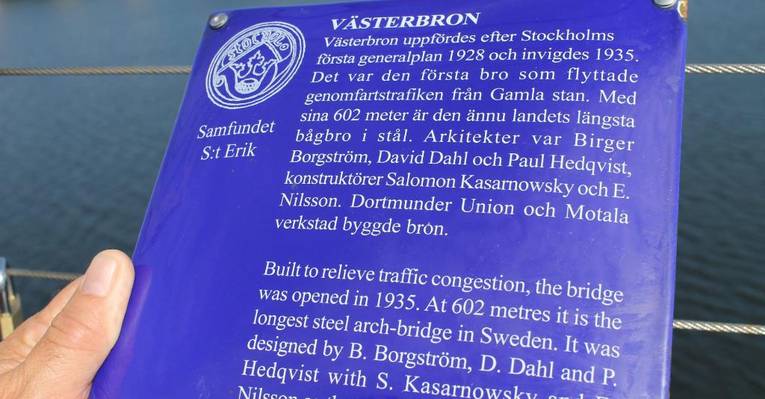 VÄSTERBRON
Västerbron uppfördes efter Stockholms
första generalplan 1928 och invigdes 1935.
Det var den första bro som flyttade
genomfartstrafiken från Gamla stan. Med
sina 602 meter är den ännu landets längsta
bågbro i stål. Arkitekter var Birger
Borgström, David Dahl och Paul Hedqvist,
konstruktörer Salomon Kasarnowsky och E.
Nilsson. Dortmunder Union och Motala
verkstad byggde bron.
Samfundet
S:t Erik
Built to relieve traffic congestion, the bridge
was opened in 1935. At 602 metres it is the
longest steel arch-bridge in Sweden. It was
designed by B. Borgström, D. Dahl and P.
Hedqvist with S. Kasarnowsky and E.
Nilsson